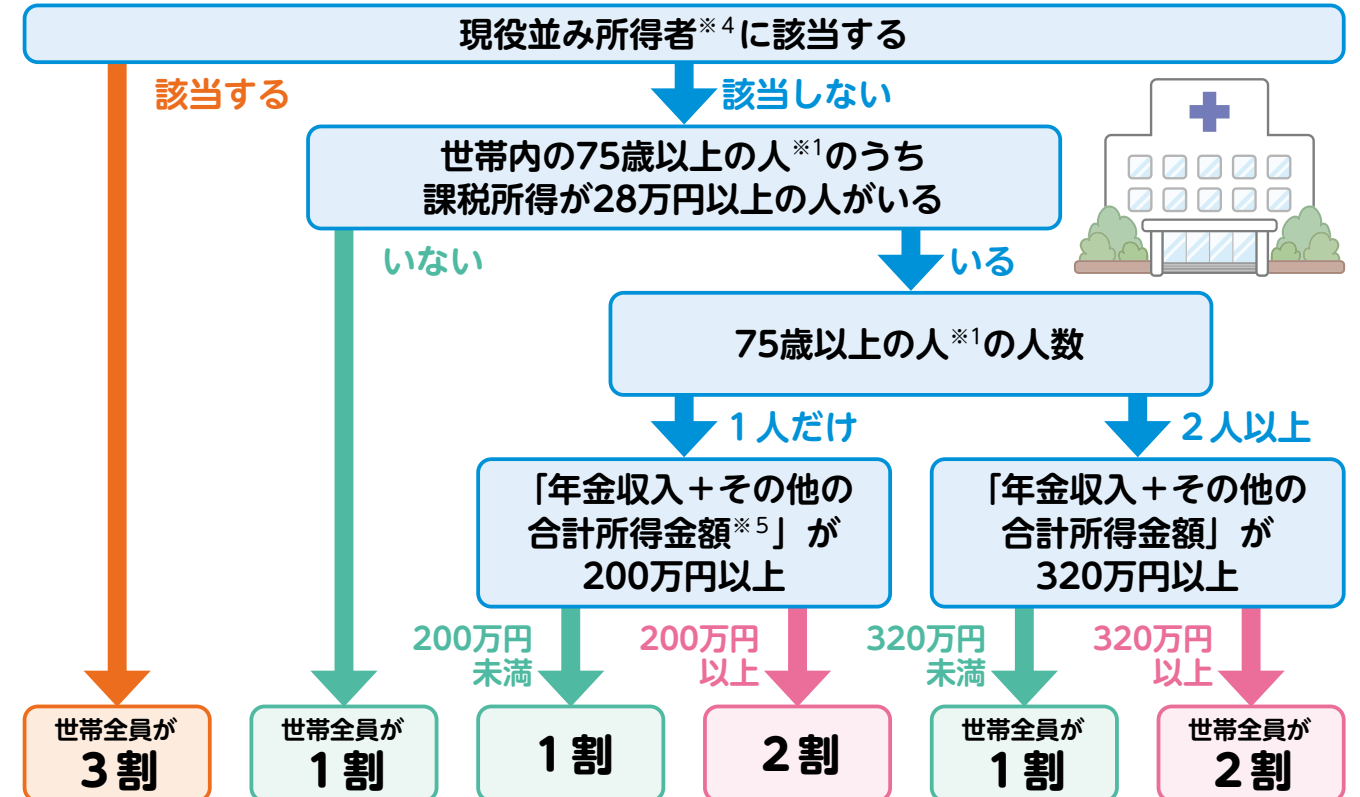 現役並み所得者※4に該当する
該当する
該当しない
世帯内の75歳以上の人※1のうち
課税所得が28万円以上の人がいる
いない
いる
75歳以上の人※1の人数
1人だけ
2人以上
「年金収入＋その他の
合計所得金額※5」が
200万円以上
「年金収入＋その他の
合計所得金額」が
320万円以上
200万円
未満
200万円
以上
320万円
未満
320万円
以上
世帯全員が
3割
世帯全員が
1割
1割
2割
世帯全員が
1割
世帯全員が
2割